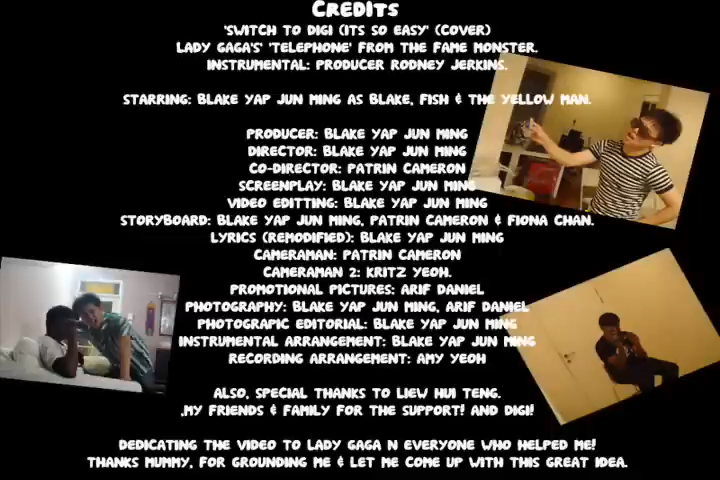 CREDITS
'SWITCH TO DIGI (ITS SO EASY' (COVER)
LADY GAGA'S' 'TELEPHONE' FROM THE FAME MONSTER.
INSTRUMENTAL: PRODUCER RODNEY JERKINS.
STARRING: BLAKE YAP JUN MING AS BLAKE, FISH & THE YELLOW MAN.
PRODUCER: BLAKE YAP JUN MING
DIRECTOR: BLAKE YAP JUN MING
CO-DIRECTOR: PATRIN CAMERON
SCREENPLAY: BLAKE YAP JUN MING
VIDEO EDITTING: BLAKE YAP JUN MING
STORYBOARD: BLAKE YAP JUN MING, PATRIN CAMERON & FIONA CHAN.
LYRICS (REMODIFIED): BLAKE YAP JUN MING
CAMERAMAN: PATRIN CAMERON
CAMERAMAN 2: KRITZ YEOH.
PROMOTIONAL PICTURES: ARIF DANIEL
PHOTOGRAPHY: BLAKE YAP JUN MING, ARIF DANIEL
PHOTOGRAPIC EDITORIAL: BLAKE YAP JUN MING
INSTRUMENTAL ARRANGEMENT: BLAKE YAP JUN MING
RECORDING ARRANGEMENT: AMY YEOH
ALSO, SPECIAL THANKS TO LIEW HUI TENG.
,MY FRIENDS & FAMILY FOR THE SUPPORT! AND DIGI!
DEDICATING THE VIDEO TO LADY GAGA N EVERYONE WHO HELPED ME!
THANKS MUMMY, FOR GROUNDING ME & LET ME COME UP WITH THIS GREAT IDEA.